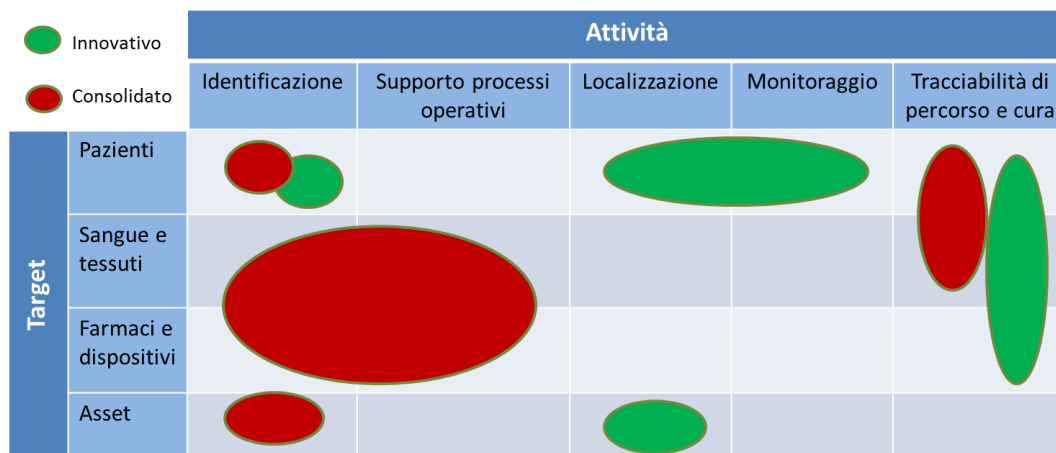 Innovativo
Consolidato
Attività
Identificazione
Supporto processi
operativi
Localizzazione
Monitoraggio
Tracciabilità di
percorso e cura
Target
Pazienti
Sangue e
tessuti
Farmaci e
dispositivi
Asset